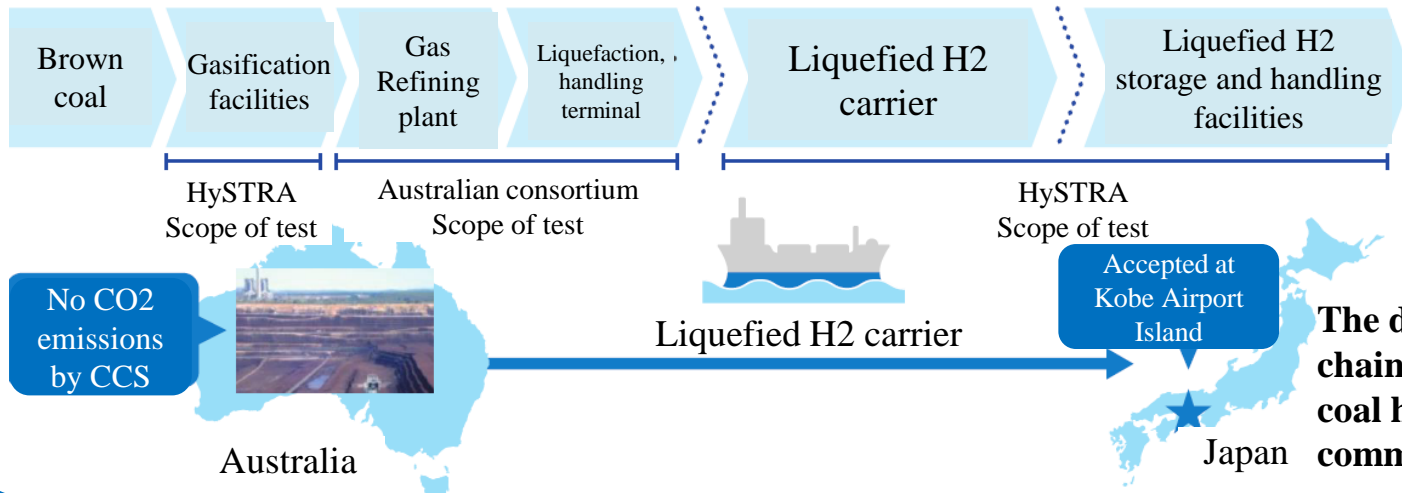 Brown
coal
Gasification
facilities
Gas
Refining
plant
Liquefaction,
handling
terminal
Liquefied H2
carrier
Liquefied H2
storage and handling
facilities
HySTRA
Scope of test
Australian consortium
Scope of test
HySTRA
Scope of test
No CO2
emissions
by CCS
Accepted at
Kobe Airport
Island
Liquefied H2 carrier
The d
chain
coal h
comm
Australia
Japan